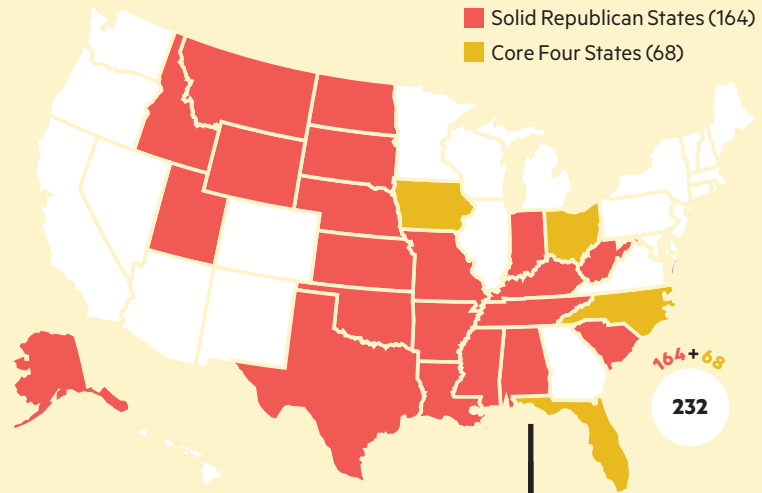 Solid Republican States (164)
Core Four States (68)
164+68
232